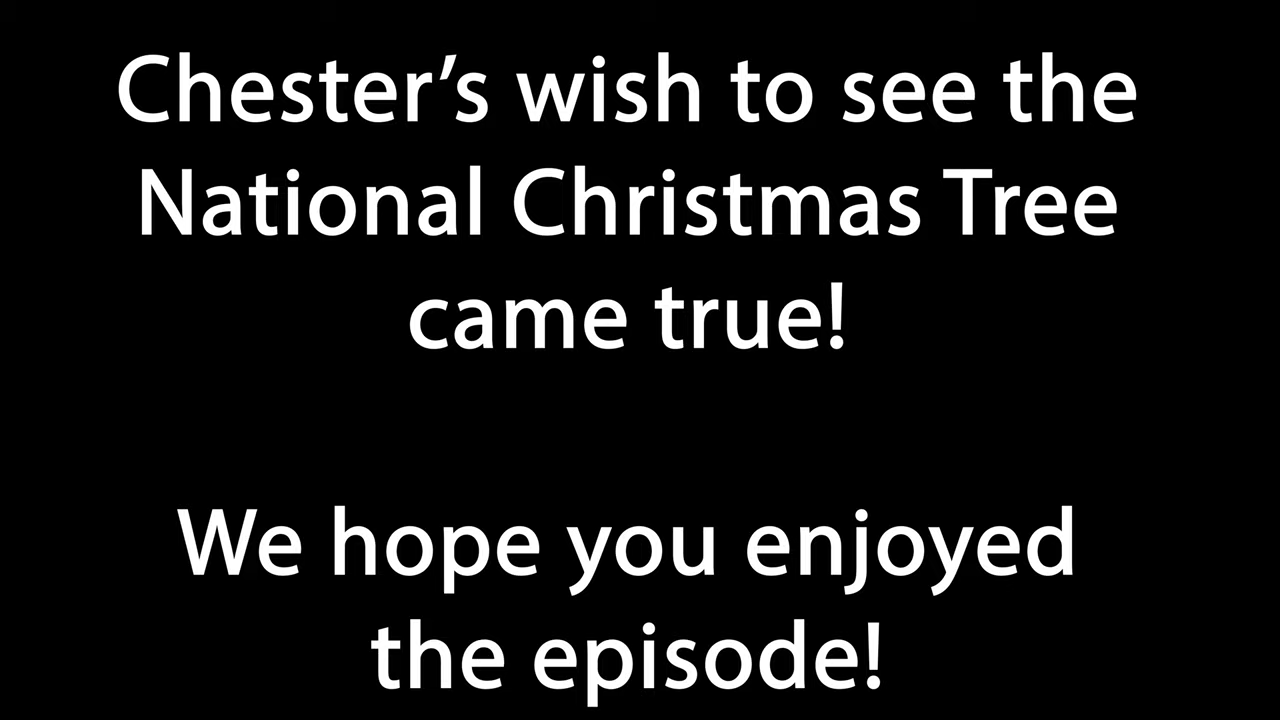 Chester’s wish to see the
National Christmas Tree
came true!
We hope you enjoyed
the episode!